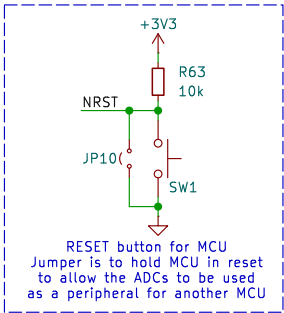 +3V3
R63
10k
NRST
JP10
SW1
RESET button for MCU
Jumper is to hold MCU in reset
to allow the ADCs to be used
as a peripheral for another MCU